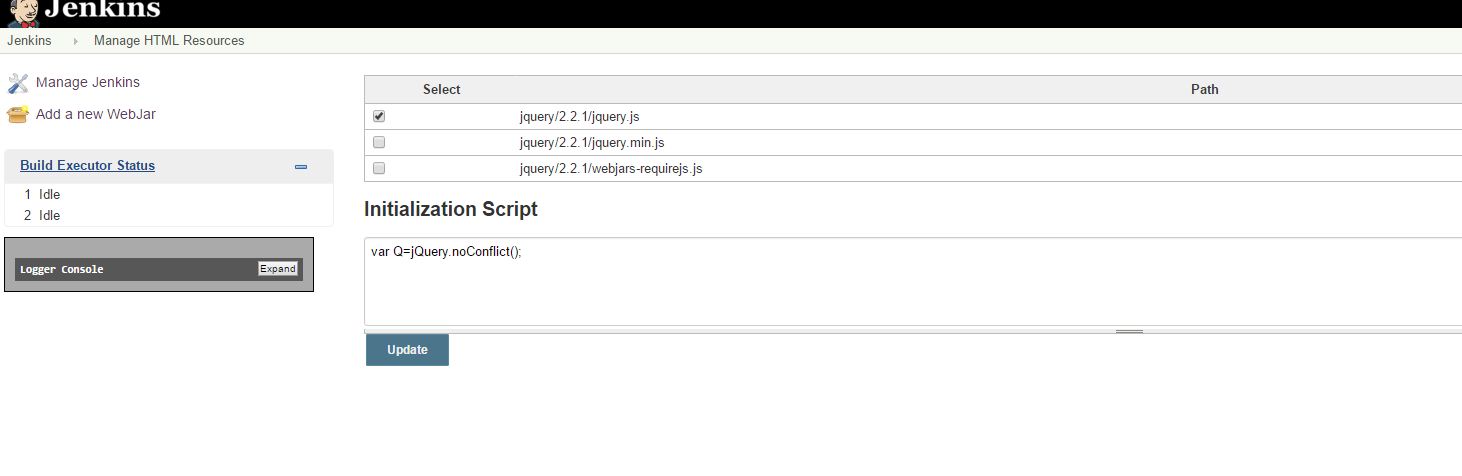 Jenkins
Jenkins Manage HTML Resources
Manage Jenkins
Add a new WebJar
Build Executor Status
1 Idle
2 Idle
Logger Console Expand
Select Path
jquery/2.2.1/jquery.js
jquery/2.2.1/jquery.min.js
jquery/2.2.1/webjars-requirejs.js
Initialization Script
var Q=jQuery.noConflict();
Update